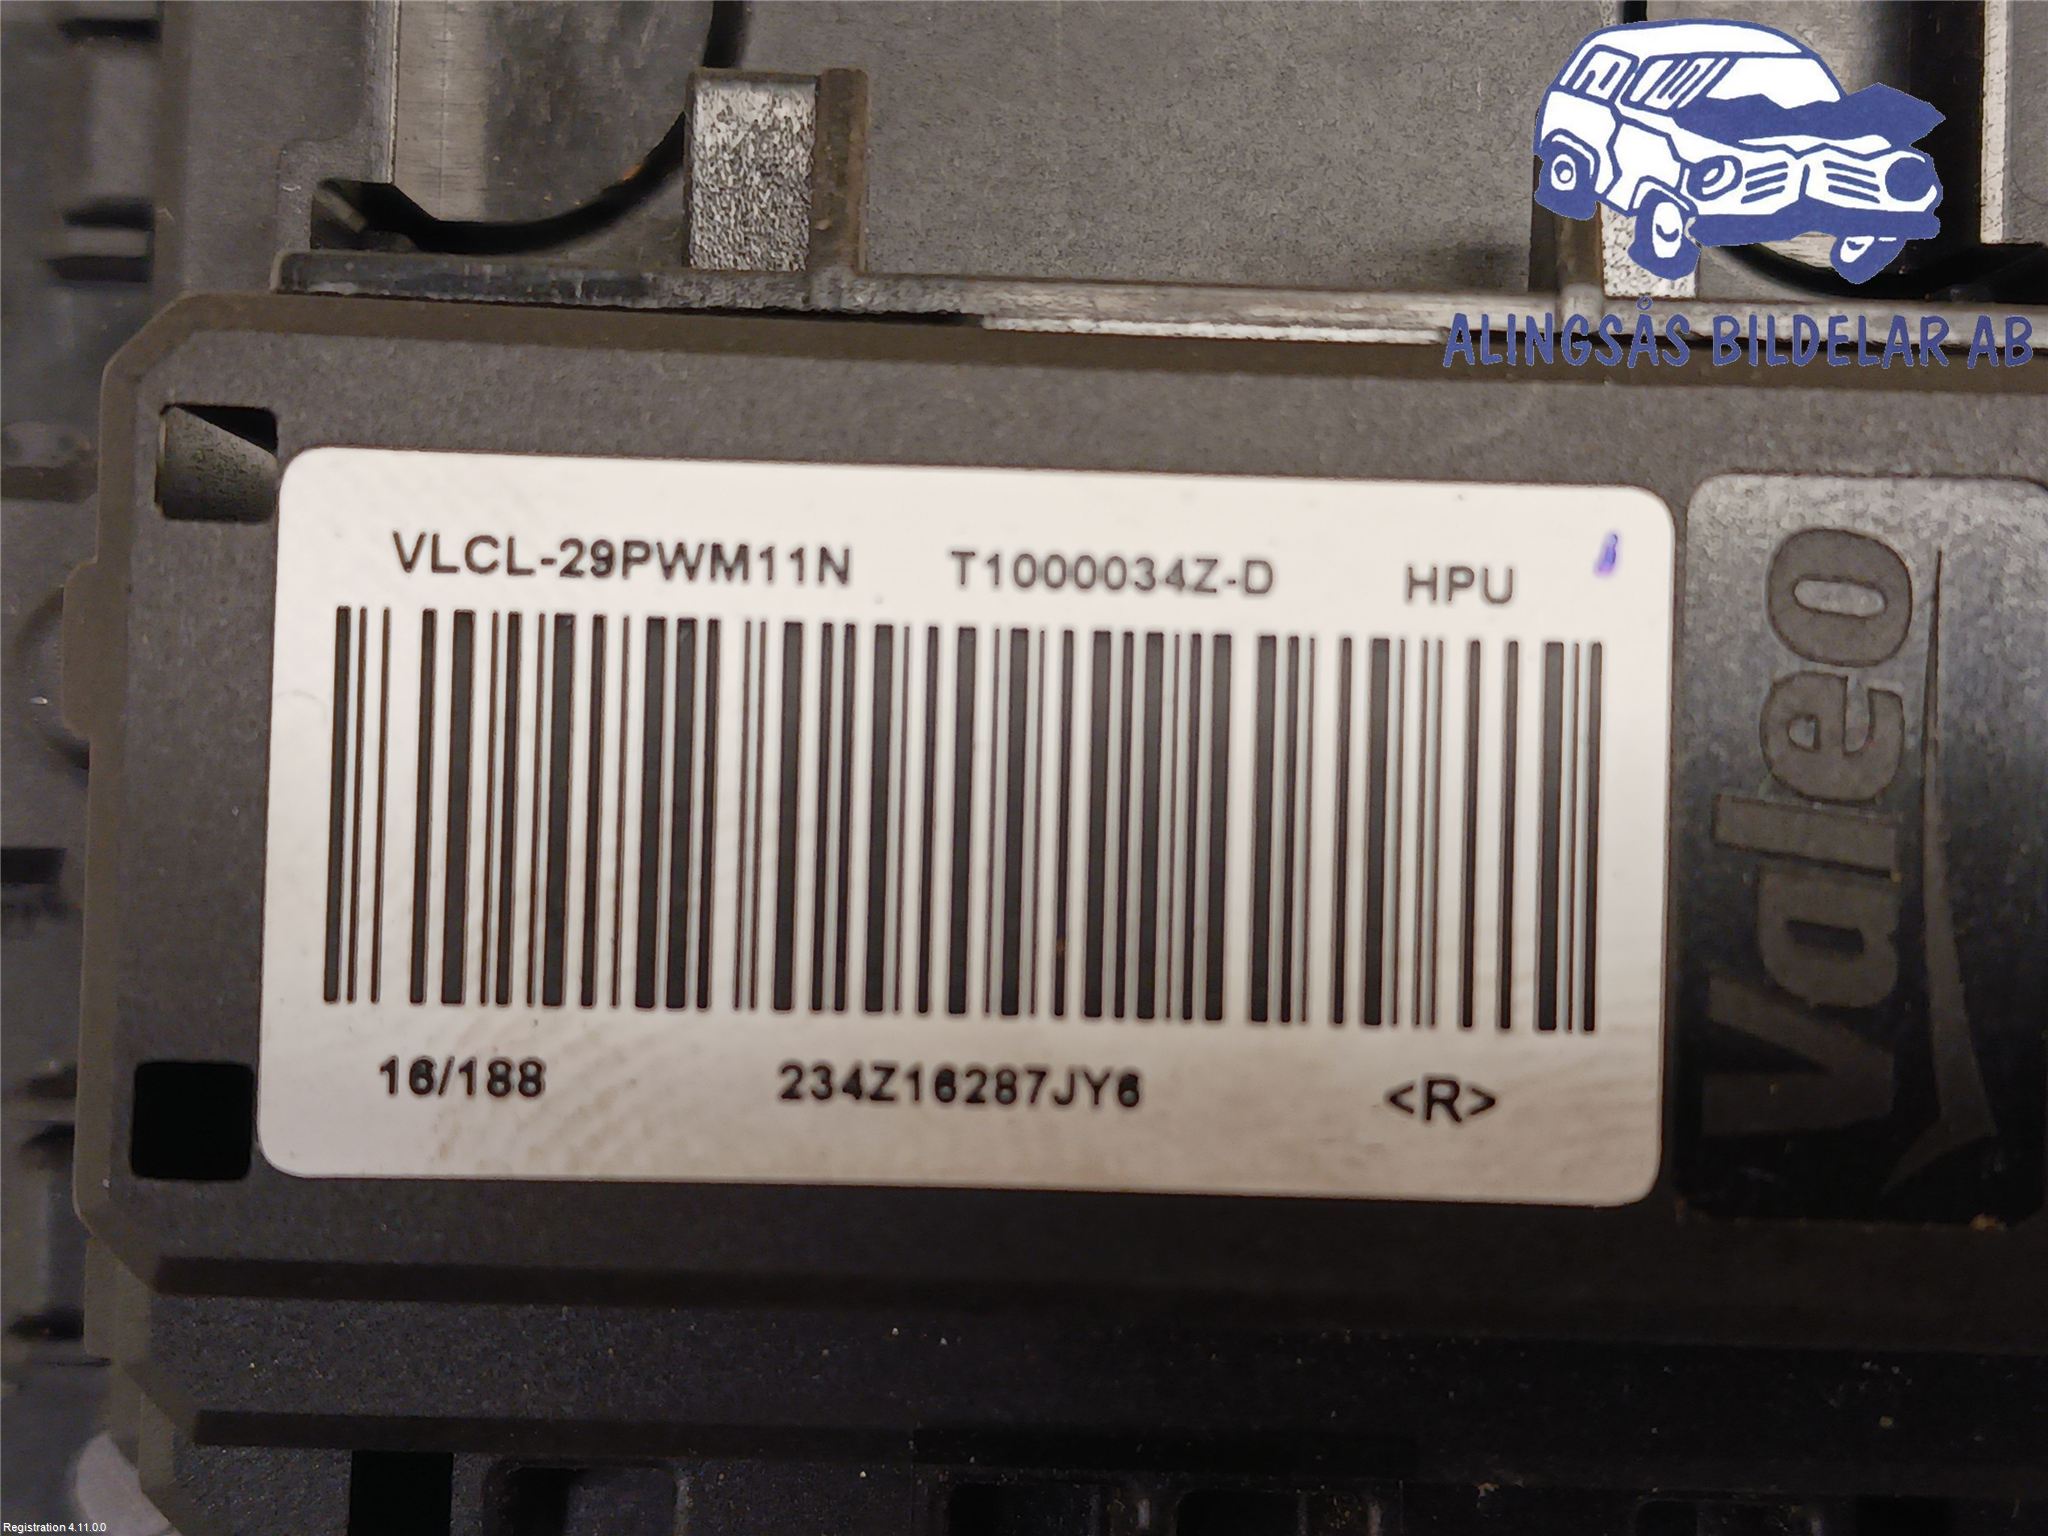 ALINGSÅS BILDELAR AB
VLCL-29PWM11N T1000034Z-D HPU
16/188 234Z16287JY6 <R>
Valeo
Registration 4.11.0.0